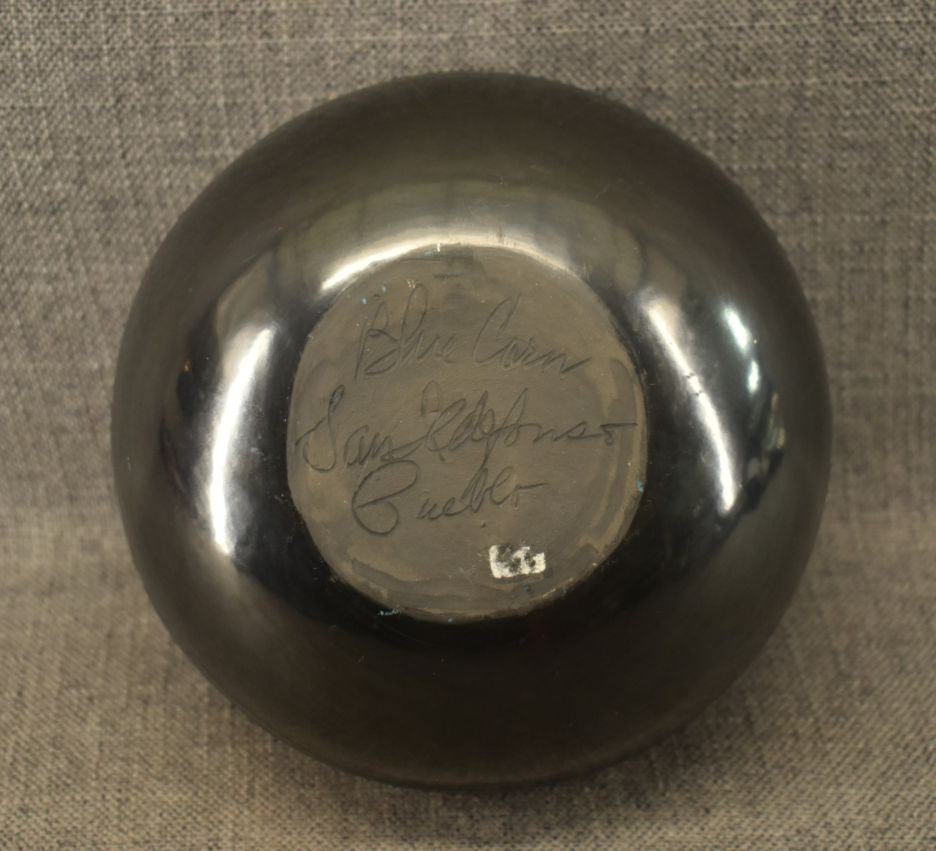 Blue Corn
San Ildefonso
Pueblo